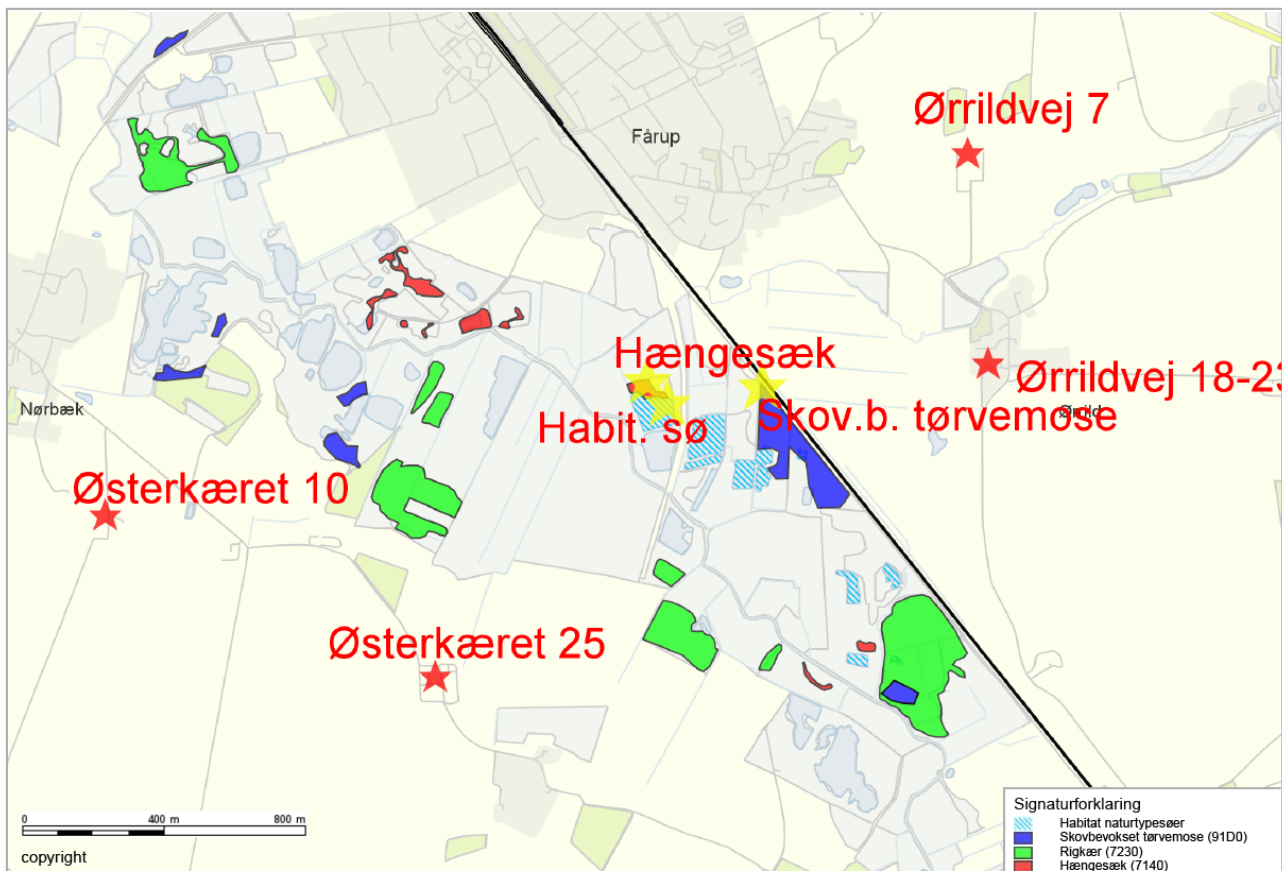 Ørrildvej 7
Fårup
Hængesæk
Ørrildvej 18-23
Skov.b. tørvemose
Habit. sø
Nørbæk
Østerkæret 10
Østerkæret 25
0 400 m 800 m
copyright
Signaturforklaring
Habitat naturtypesøer
Skovbevokset tørvemose (91D0)
Rigkær (7230)
Hængesæk (7140)